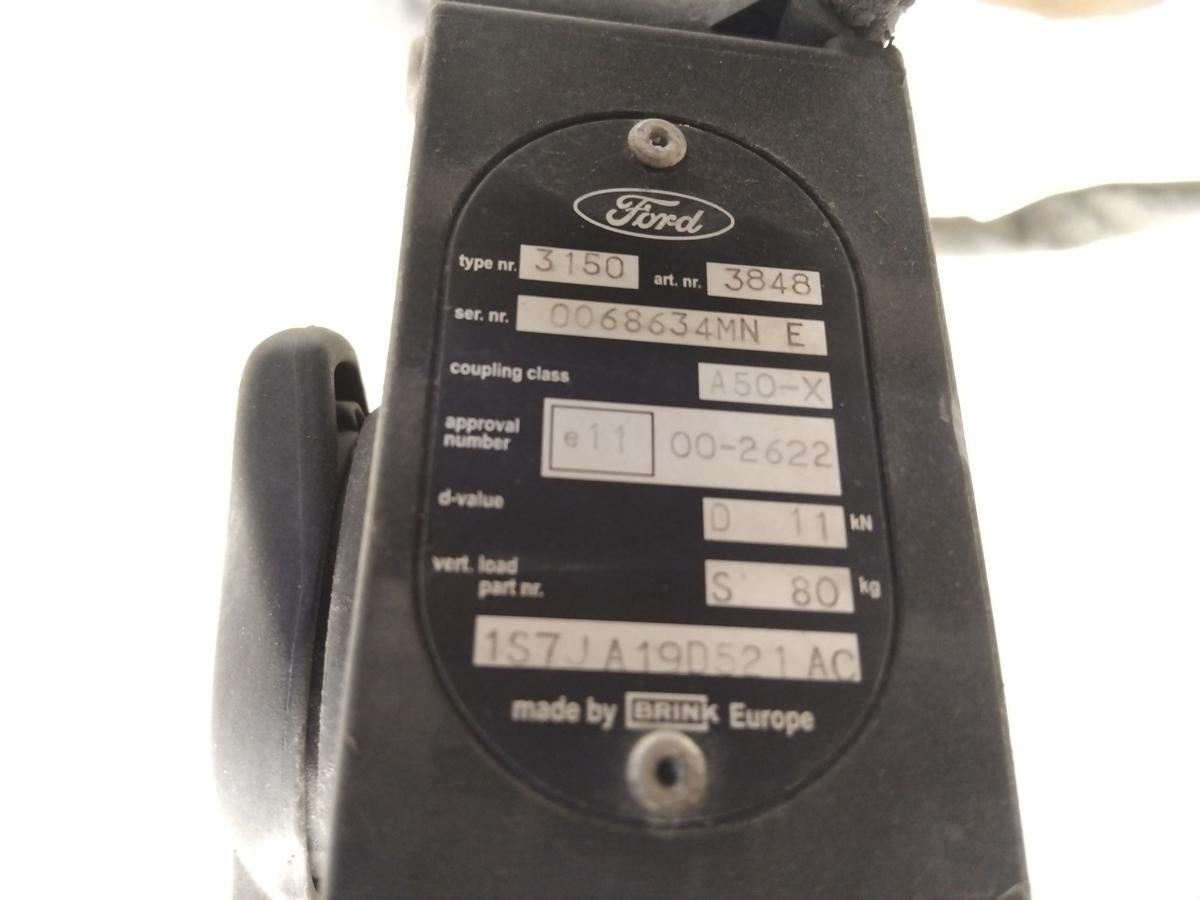 Ford
type nr. 3150 art. nr. 3848
ser. nr. 0068634MN E
coupling class A50-X
approval number e11 00-2622
d-value D 11 kN
vert. load S 80 kg
part nr.
1S7J A19D521 AC
made by BRINK Europe